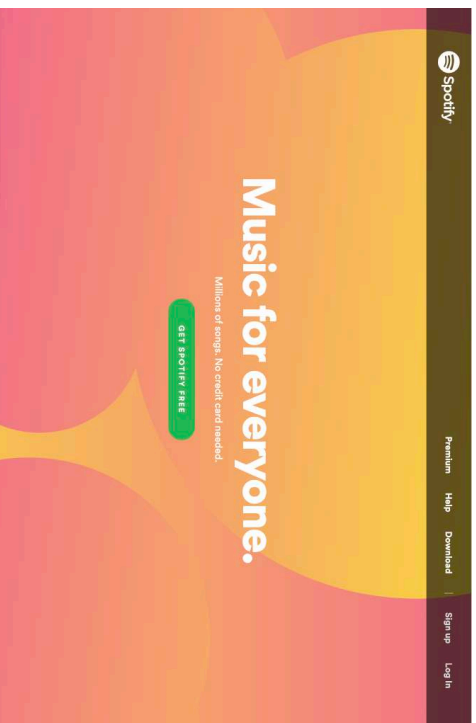 Spotify
Premium Help Download | Sign up Log In
Music for everyone.
Millions of songs. No credit card needed.
GET SPOTIFY FREE